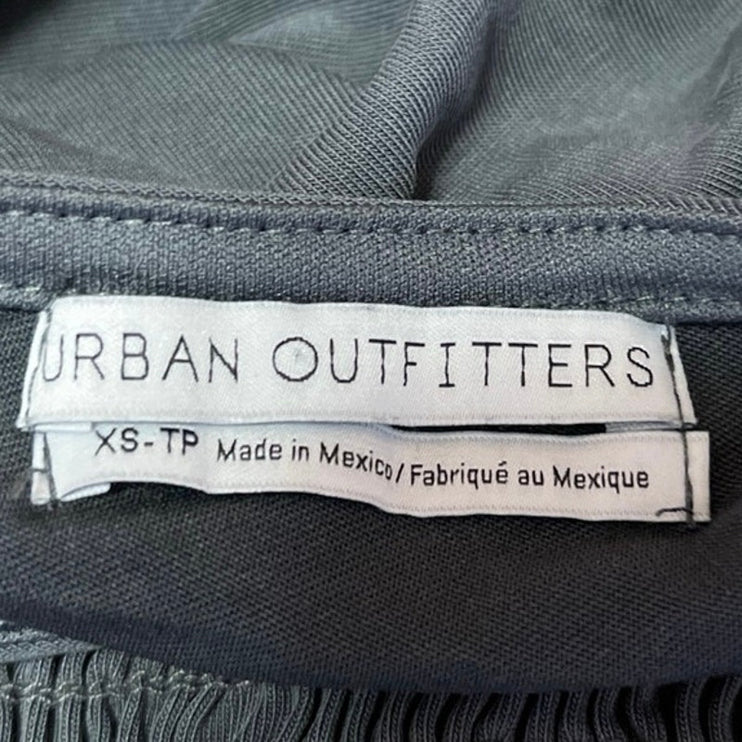 URBAN OUTFITTERS
XS-TP Made in Mexico/Fabriqué au Mexique